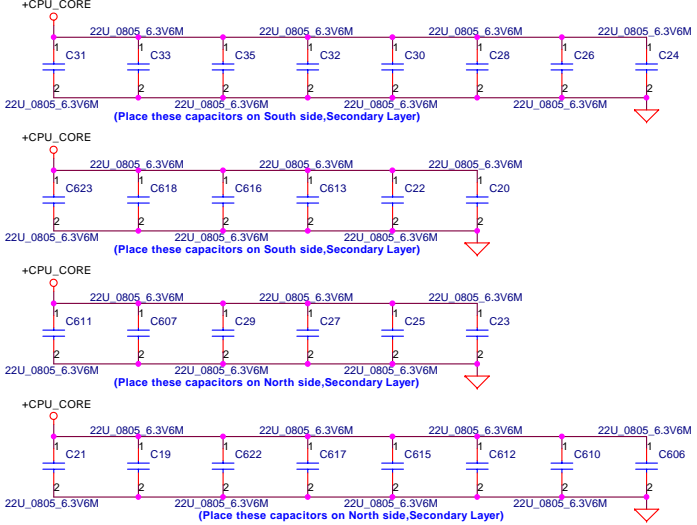 +CPU_CORE
22U_0805_6.3V6M 22U_0805_6.3V6M 22U_0805_6.3V6M 22U_0805_6.3V6M
1 1 1 1 1 1 1 1
C31 C33 C35 C32 C30 C28 C26 C24
2 2 2 2 2 2 2 2
22U_0805_6.3V6M 22U_0805_6.3V6M 22U_0805_6.3V6M 22U_0805_6.3V6M
(Place these capacitors on South side,Secondary Layer)
+CPU_CORE
22U_0805_6.3V6M 22U_0805_6.3V6M 22U_0805_6.3V6M
1 1 1 1 1 1
C623 C618 C616 C613 C22 C20
2 2 2 2 2 2
22U_0805_6.3V6M 22U_0805_6.3V6M 22U_0805_6.3V6M
(Place these capacitors on South side,Secondary Layer)
+CPU_CORE
22U_0805_6.3V6M 22U_0805_6.3V6M 22U_0805_6.3V6M
1 1 1 1 1 1
C611 C607 C29 C27 C25 C23
2 2 2 2 2 2
22U_0805_6.3V6M 22U_0805_6.3V6M 22U_0805_6.3V6M
(Place these capacitors on North side,Secondary Layer)
+CPU_CORE
22U_0805_6.3V6M 22U_0805_6.3V6M 22U_0805_6.3V6M 22U_0805_6.3V6M
1 1 1 1 1 1 1 1
C21 C19 C622 C617 C615 C612 C610 C606
2 2 2 2 2 2 2 2
22U_0805_6.3V6M 22U_0805_6.3V6M 22U_0805_6.3V6M 22U_0805_6.3V6M
(Place these capacitors on North side,Secondary Layer)